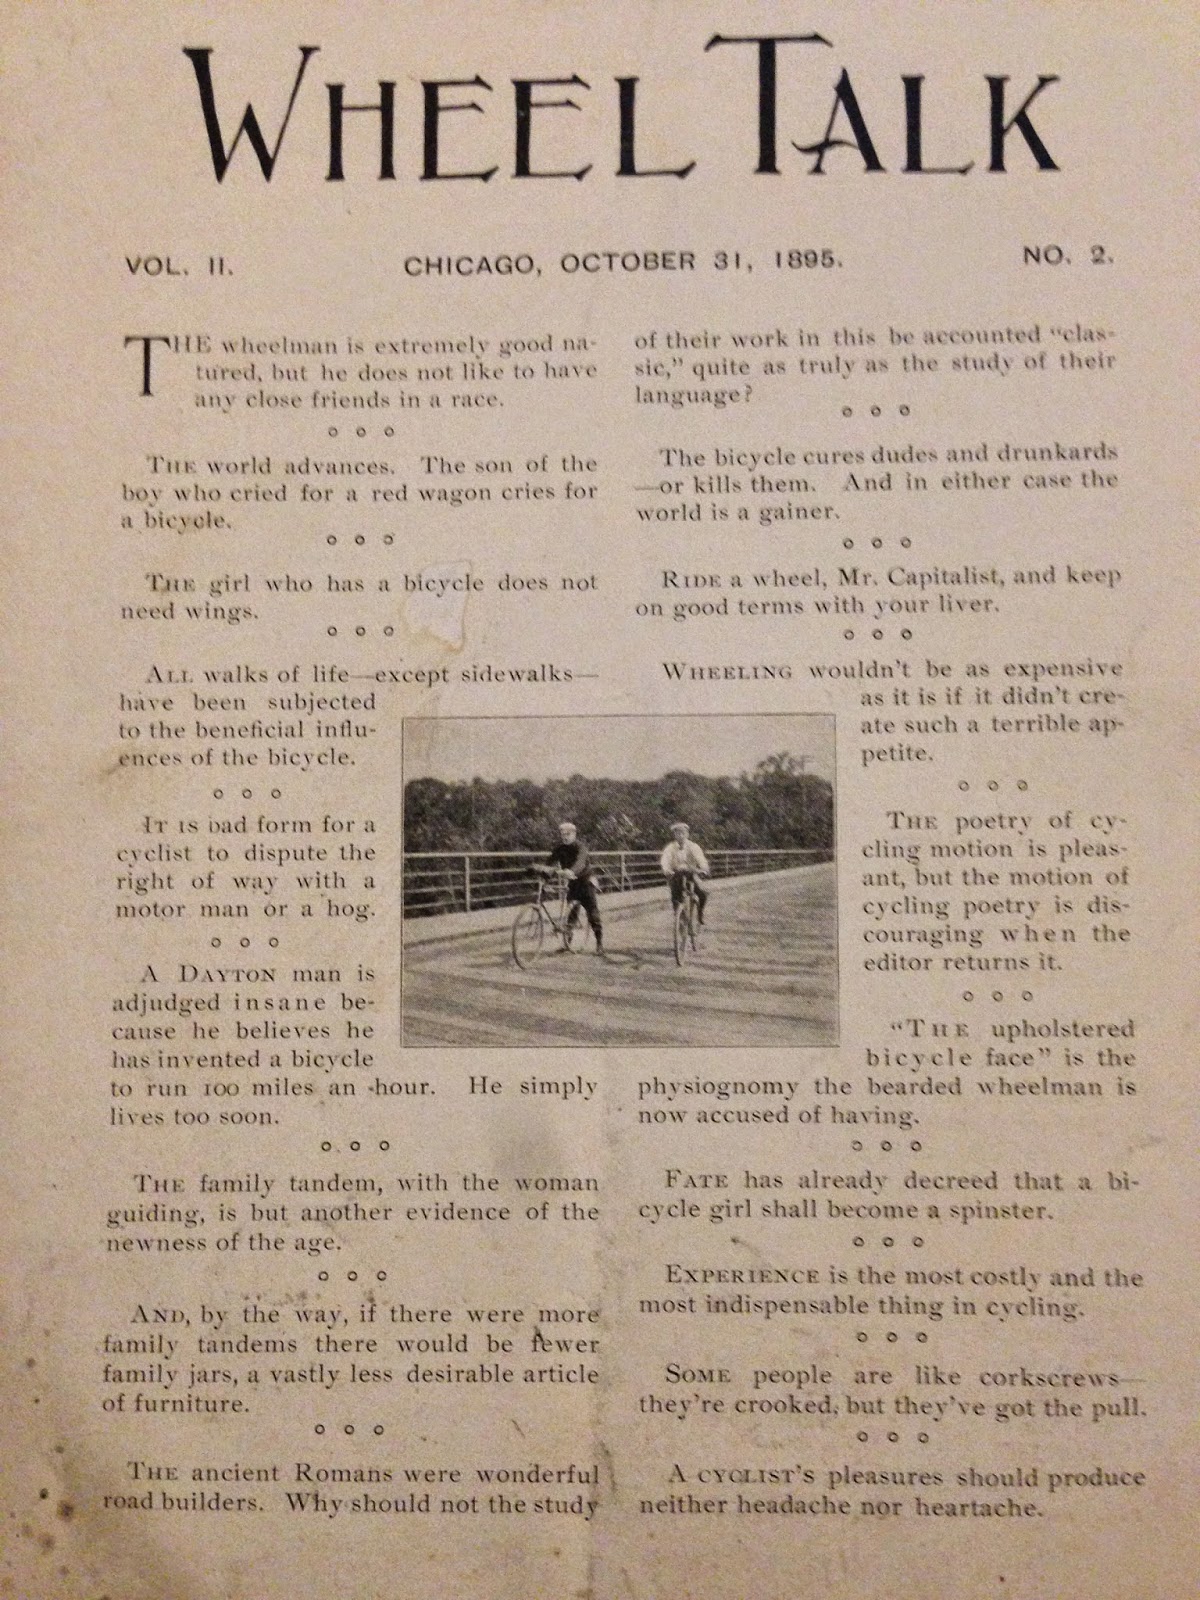 WHEEL TALK
VOL. II. CHICAGO, OCTOBER 31, 1895. NO. 2.
THE wheelman is extremely good na-
tured, but he does not like to have
any close friends in a race.
o o o
THE world advances. The son of the
boy who cried for a red wagon cries for
a bicycle.
o o o
THE girl who has a bicycle does not
need wings.
o o o
ALL walks of life—except sidewalks—
have been subjected
to the beneficial influ-
ences of the bicycle.
o o o
IT IS bad form for a
cyclist to dispute the
right of way with a
motor man or a hog.
o o o
A DAYTON man is
adjudged insane be-
cause he believes he
has invented a bicycle
to run 100 miles an hour. He simply
lives too soon.
o o o
THE family tandem, with the woman
guiding, is but another evidence of the
newness of the age.
o o o
AND, by the way, if there were more
family tandems there would be fewer
family jars, a vastly less desirable article
of furniture.
o o o
THE ancient Romans were wonderful
road builders. Why should not the study
of their work in this be accounted “clas-
sic,” quite as truly as the study of their
language?
o o o
The bicycle cures dudes and drunkards
—or kills them. And in either case the
world is a gainer.
o o o
RIDE a wheel, Mr. Capitalist, and keep
on good terms with your liver.
o o o
WHEELING wouldn't be as expensive
as it is if it didn't cre-
ate such a terrible ap-
petite.
o o o
THE poetry of cy-
cling motion is pleas-
ant, but the motion of
cycling poetry is dis-
couraging when the
editor returns it.
o o o
“THE upholstered
bicycle face” is the
physiognomy the bearded wheelman is
now accused of having.
o o o
FATE has already decreed that a bi-
cycle girl shall become a spinster.
o o o
EXPERIENCE is the most costly and the
most indispensable thing in cycling.
o o o
SOME people are like corkscrews—
they're crooked, but they've got the pull.
o o o
A CYCLIST'S pleasures should produce
neither headache nor heartache.